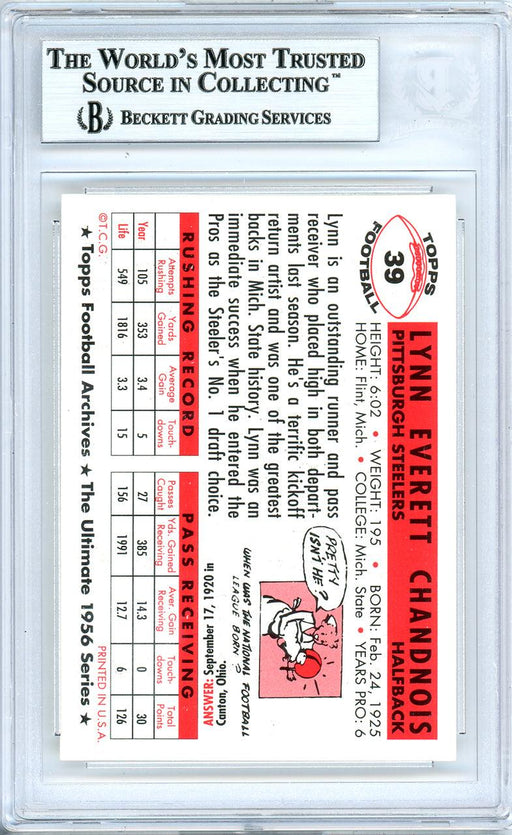 THE WORLD'S MOST TRUSTED
SOURCE IN COLLECTING™
B BECKETT GRADING SERVICES
TOPPS
39
FOOTBALL
LYNN EVERETT CHANDNOIS
PITTSBURGH STEELERS HALFBACK
HEIGHT: 6:02 • WEIGHT: 195 • BORN: Feb. 24, 1925
HOME: Flint, Mich. • COLLEGE: Mich. State • YEARS PRO: 6
Lynn is an outstanding runner and pass
receiver who placed high in both depart-
ments last season. He's a terrific kickoff
return artist and was one of the greatest
backs in Mich. State history. Lynn was an
immediate success when he entered the
Pros as the Steeler's No. 1 draft choice.
PRETTY
ISN'T HE?
WHEN WAS THE NATIONAL FOOTBALL
LEAGUE BORN?
ANSWER: September 17, 1920 in
Canton, Ohio.
RUSHING RECORD
Year Attempts Rushing Yards Gained Average Gain Touch-downs
Year 105 353 3.4 5
Life 549 1816 3.3 15
PASS RECEIVING
Passes Caught Yds. Gained Receiving Aver. Gain Receiving Touch-downs Total Points
27 385 14.3 0 30
156 1991 12.7 6 126
©T.C.G. PRINTED IN U.S.A.
★ Topps Football Archives ★ The Ultimate 1956 Series ★